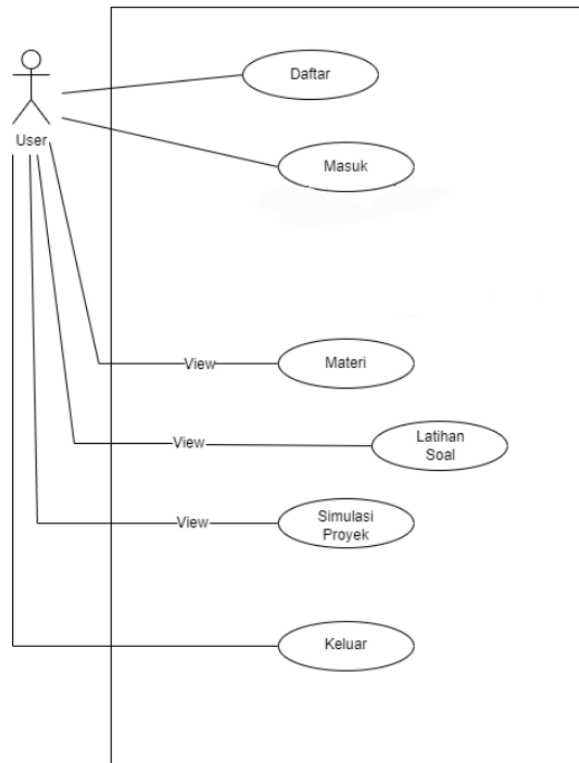 Daftar
User
Masuk
View
Materi
View
Latihan
Soal
View
Simulasi
Proyek
Keluar